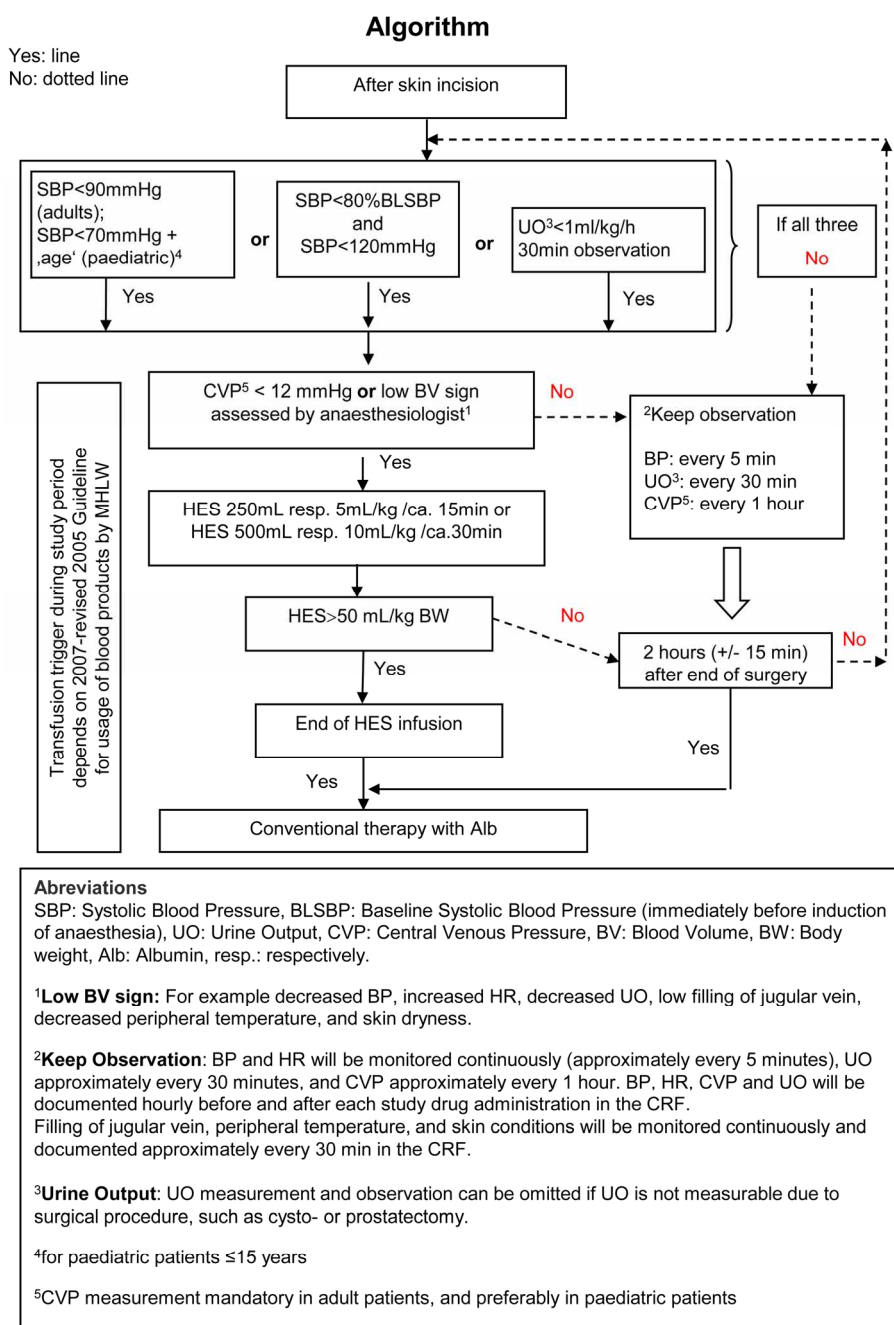 Algorithm
Yes: line
No: dotted line
After skin incision
SBP<90mmHg
(adults);
SBP<70mmHg +
‚age‘ (paediatric)⁴
or
SBP<80%BLSBP
and
SBP<120mmHg
or
UO³<1ml/kg/h
30min observation
If all three
No
Yes
Yes
Yes
CVP⁵ < 12 mmHg or low BV sign
assessed by anaesthesiologist¹
No
²Keep observation
BP: every 5 min
UO³: every 30 min
CVP⁵: every 1 hour
Yes
HES 250mL resp. 5mL/kg /ca. 15min or
HES 500mL resp. 10mL/kg /ca.30min
HES>50 mL/kg BW
No
2 hours (+/- 15 min)
after end of surgery
No
Yes
End of HES infusion
Yes
Yes
Conventional therapy with Alb
Transfusion trigger during study period
depends on 2007-revised 2005 Guideline
for usage of blood products by MHLW
Abreviations
SBP: Systolic Blood Pressure, BLSBP: Baseline Systolic Blood Pressure (immediately before induction
of anaesthesia), UO: Urine Output, CVP: Central Venous Pressure, BV: Blood Volume, BW: Body
weight, Alb: Albumin, resp.: respectively.
¹Low BV sign: For example decreased BP, increased HR, decreased UO, low filling of jugular vein,
decreased peripheral temperature, and skin dryness.
²Keep Observation: BP and HR will be monitored continuously (approximately every 5 minutes), UO
approximately every 30 minutes, and CVP approximately every 1 hour. BP, HR, CVP and UO will be
documented hourly before and after each study drug administration in the CRF.
Filling of jugular vein, peripheral temperature, and skin conditions will be monitored continuously and
documented approximately every 30 min in the CRF.
³Urine Output: UO measurement and observation can be omitted if UO is not measurable due to
surgical procedure, such as cysto- or prostatectomy.
⁴for paediatric patients ≤15 years
⁵CVP measurement mandatory in adult patients, and preferably in paediatric patients